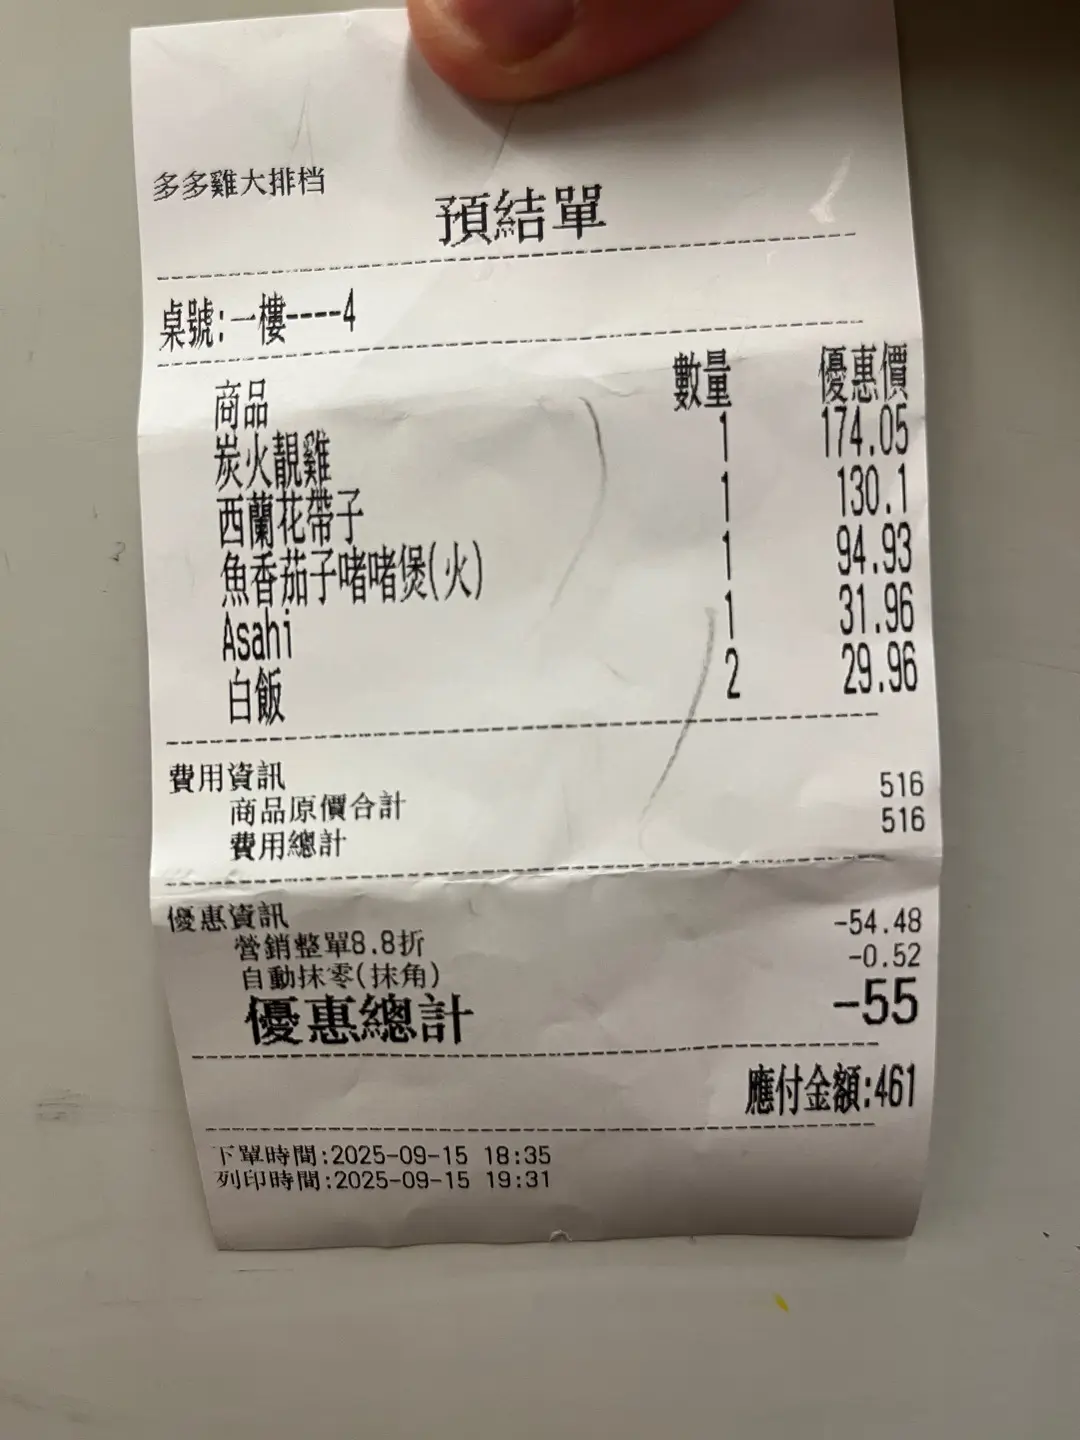 多多雞大排档
預結單
桌號:一樓----4
商品 數量 優惠價
炭火靚雞 1 174.05
西蘭花帶子 1 130.1
魚香茄子啫啫煲(火) 1 94.93
Asahi 1 31.96
白飯 2 29.96
費用資訊
商品原價合計 516
費用總計 516
優惠資訊
營銷整單8.8折 -54.48
自動抹零(抹角) -0.52
優惠總計 -55
應付金額:461
下單時間:2025-09-15 18:35
列印時間:2025-09-15 19:31